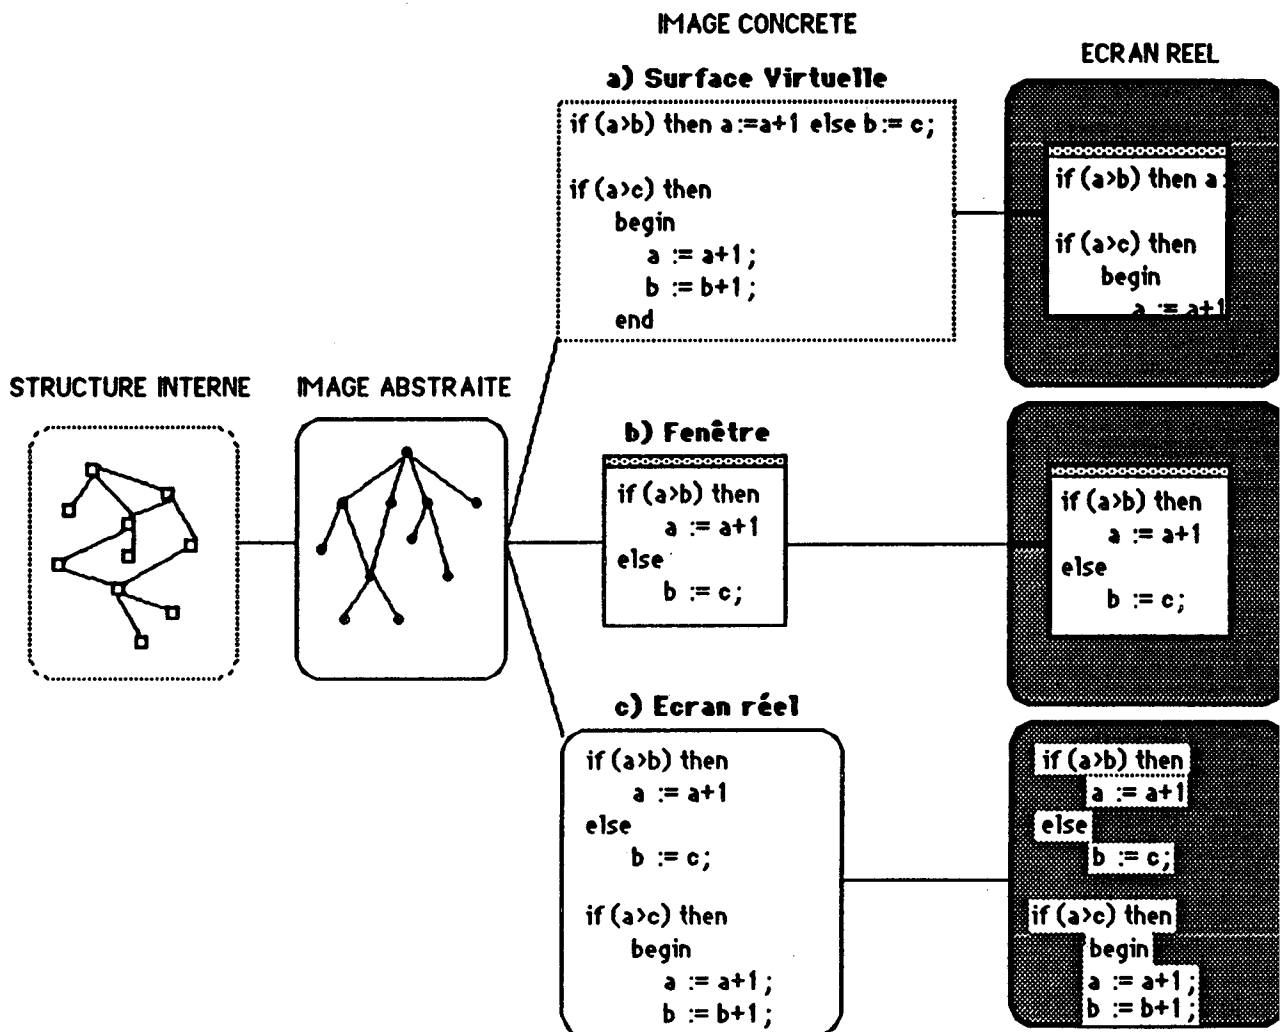 IMAGE CONCRETE
ECRAN REEL
a) Surface Virtuelle
if (a>b) then a:=a+1 else b:= c;
if (a>c) then
begin
a := a+1;
b := b+1;
end
if (a>b) then a:
if (a>c) then
begin
a := a+1
STRUCTURE INTERNE
IMAGE ABSTRAITE
b) Fenêtre
if (a>b) then
a := a+1
else
b := c;
if (a>b) then
a := a+1
else
b := c;
c) Ecran réel
if (a>b) then
a := a+1
else
b := c;
if (a>c) then
begin
a := a+1;
b := b+1;
if (a>b) then
a := a+1
else
b := c;
if (a>c) then
begin
a := a+1;
b := b+1;